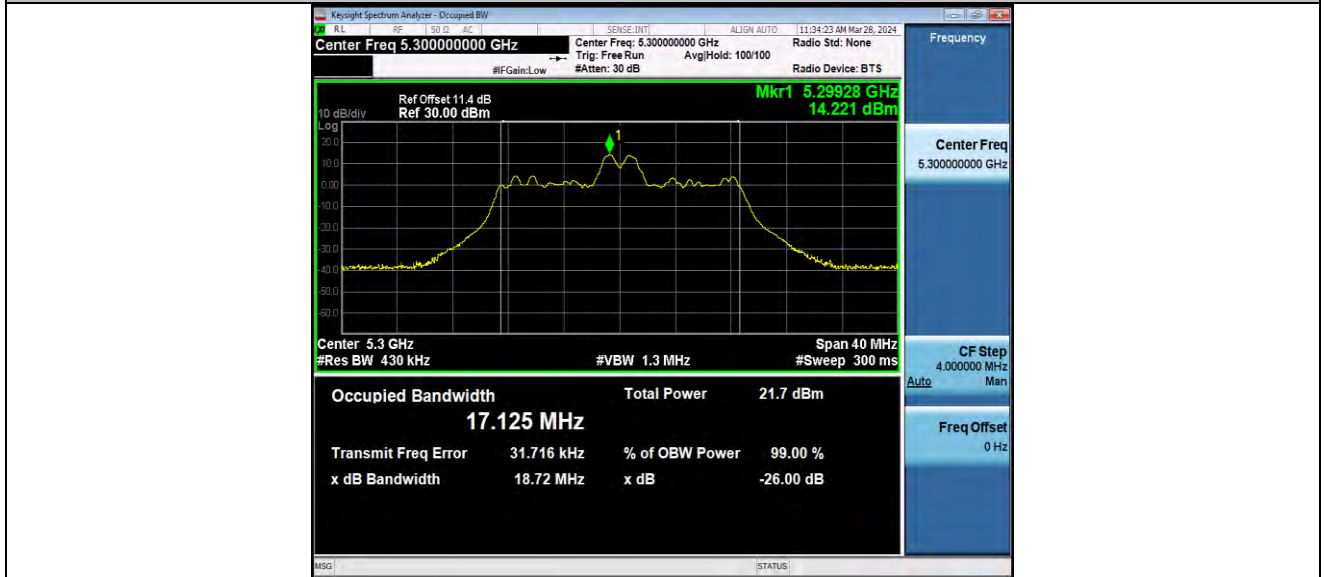 Keysight Spectrum Analyzer - Occupied BW
RL RF 50 Ω AC SENSE:INT ALIGN AUTO 11:34:23 AM Mar 28, 2024
Center Freq 5.300000000 GHz Center Freq: 5.300000000 GHz Radio Std: None
Trig: Free Run Avg|Hold: 100/100
#IFGain:Low #Atten: 30 dB Radio Device: BTS
Frequency
Mkr1 5.29928 GHz
14.221 dBm
Ref Offset 11.4 dB
10 dB/div Ref 30.00 dBm
Log
1
20.0
10.0
0.00
-10.0
-20.0
-30.0
-40.0
-50.0
-60.0
Center 5.3 GHz Span 40 MHz
#Res BW 430 kHz #VBW 1.3 MHz #Sweep 300 ms
Center Freq
5.300000000 GHz
CF Step
4.000000 MHz
Auto Man
Freq Offset
0 Hz
Occupied Bandwidth Total Power 21.7 dBm
17.125 MHz
Transmit Freq Error 31.716 kHz % of OBW Power 99.00 %
x dB Bandwidth 18.72 MHz x dB -26.00 dB
MSG STATUS